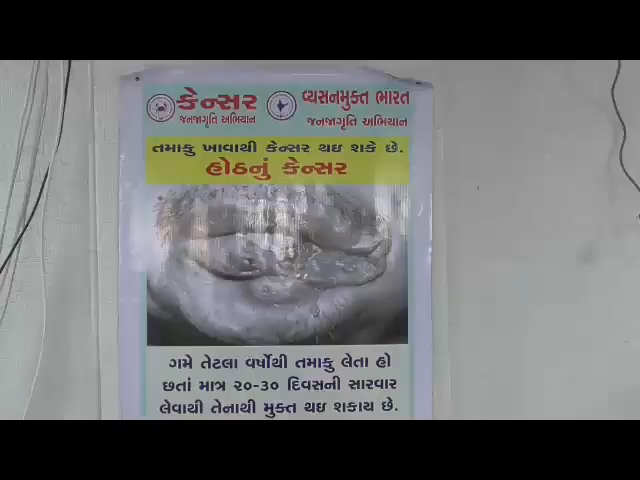 કેન્સર
જનજાગૃતિ અભિયાન
વ્યસનમુક્ત ભારત
જનજાગૃતિ અભિયાન
તમાકુ ખાવાથી કેન્સર થઇ શકે છે.
હોઠનું કેન્સર
ગમે તેટલા વર્ષોથી તમાકુ લેતા હો
છતાં માત્ર ૨૦-૩૦ દિવસની સારવાર
લેવાથી તેનાથી મુક્ત થઇ શકાય છે.